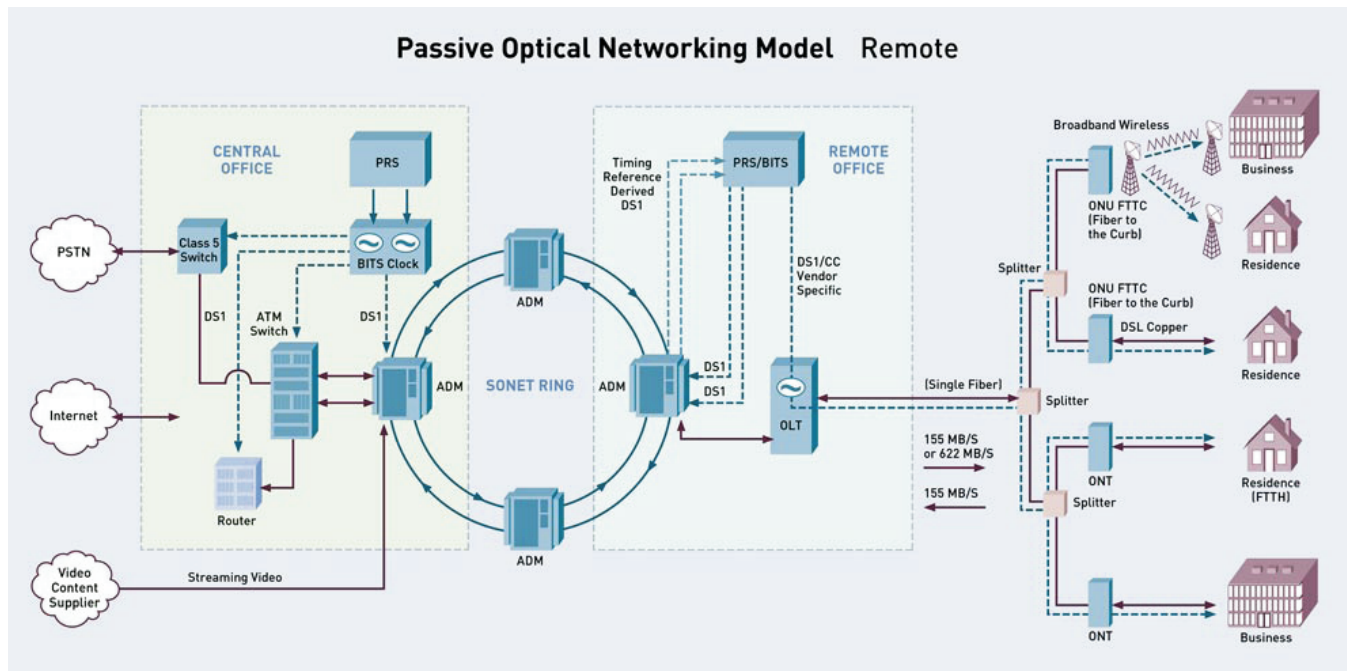 Passive Optical Networking Model Remote
CENTRAL
OFFICE
PRS
PSTN
Class 5
Switch
BITS Clock
DS1
ATM
Switch
DS1
Internet
Router
Video
Content
Supplier
Streaming Video
ADM
ADM
SONET RING
ADM
ADM
Timing
Reference
Derived
DS1
PRS/BITS
REMOTE
OFFICE
DS1/CC
Vendor
Specific
DS1
DS1
OLT
(Single Fiber)
155 MB/S
or 622 MB/S
155 MB/S
Broadband Wireless
ONU FTTC
(Fiber to
the Curb)
Business
Residence
Splitter
ONU FTTC
(Fiber to the Curb)
DSL Copper
Residence
Splitter
ONT
Residence
(FTTH)
Splitter
ONT
Business